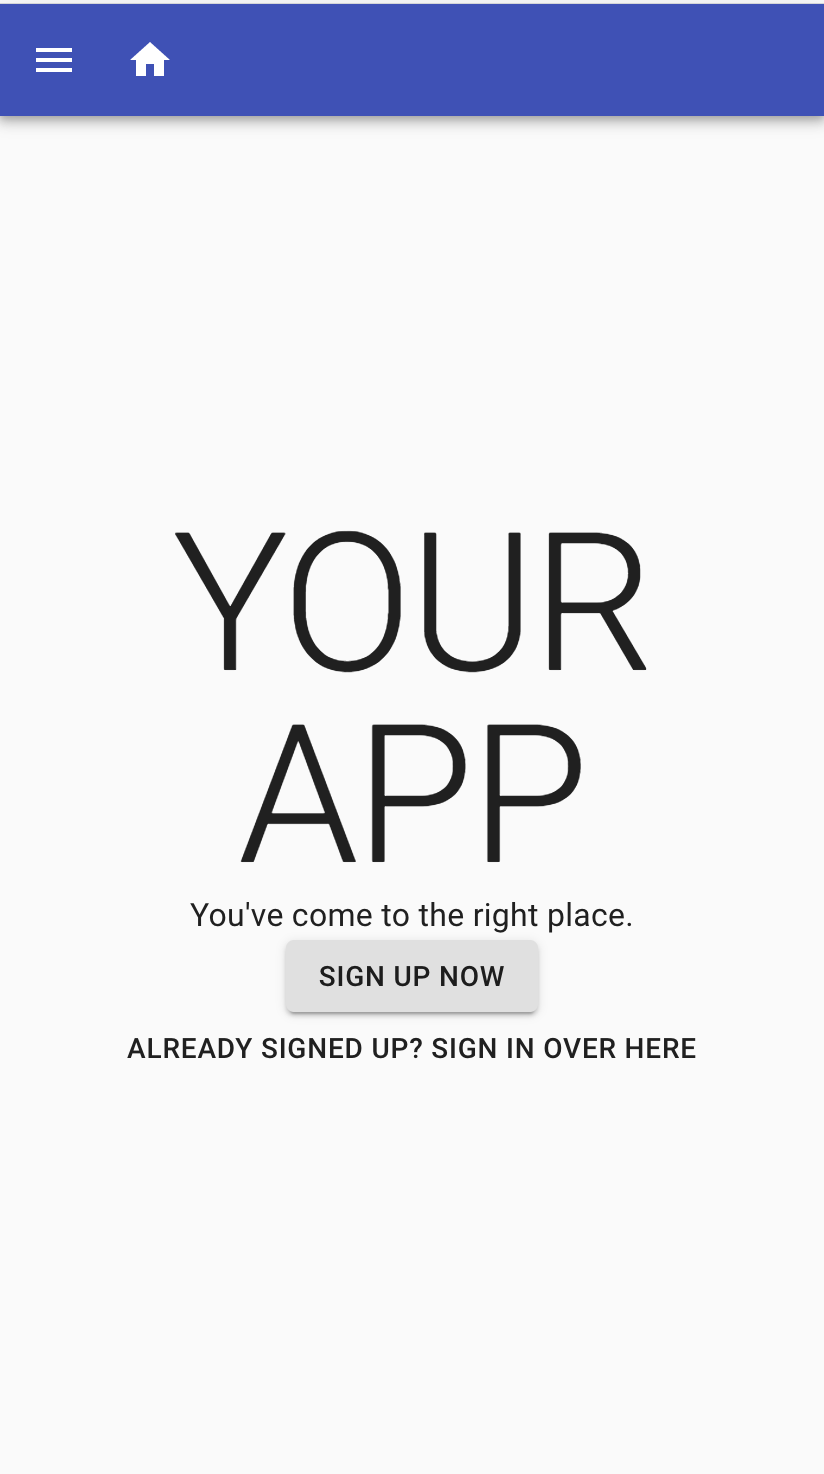 YOUR
APP
You've come to the right place.
SIGN UP NOW
ALREADY SIGNED UP? SIGN IN OVER HERE